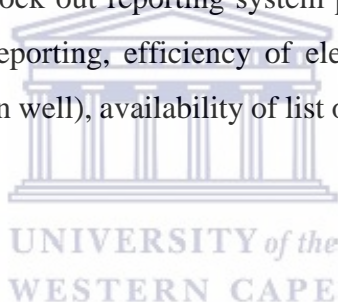 ock out reporting system p
eporting, efficiency of ele
n well), availability of list o
UNIVERSITY of the
WESTERN CAPE